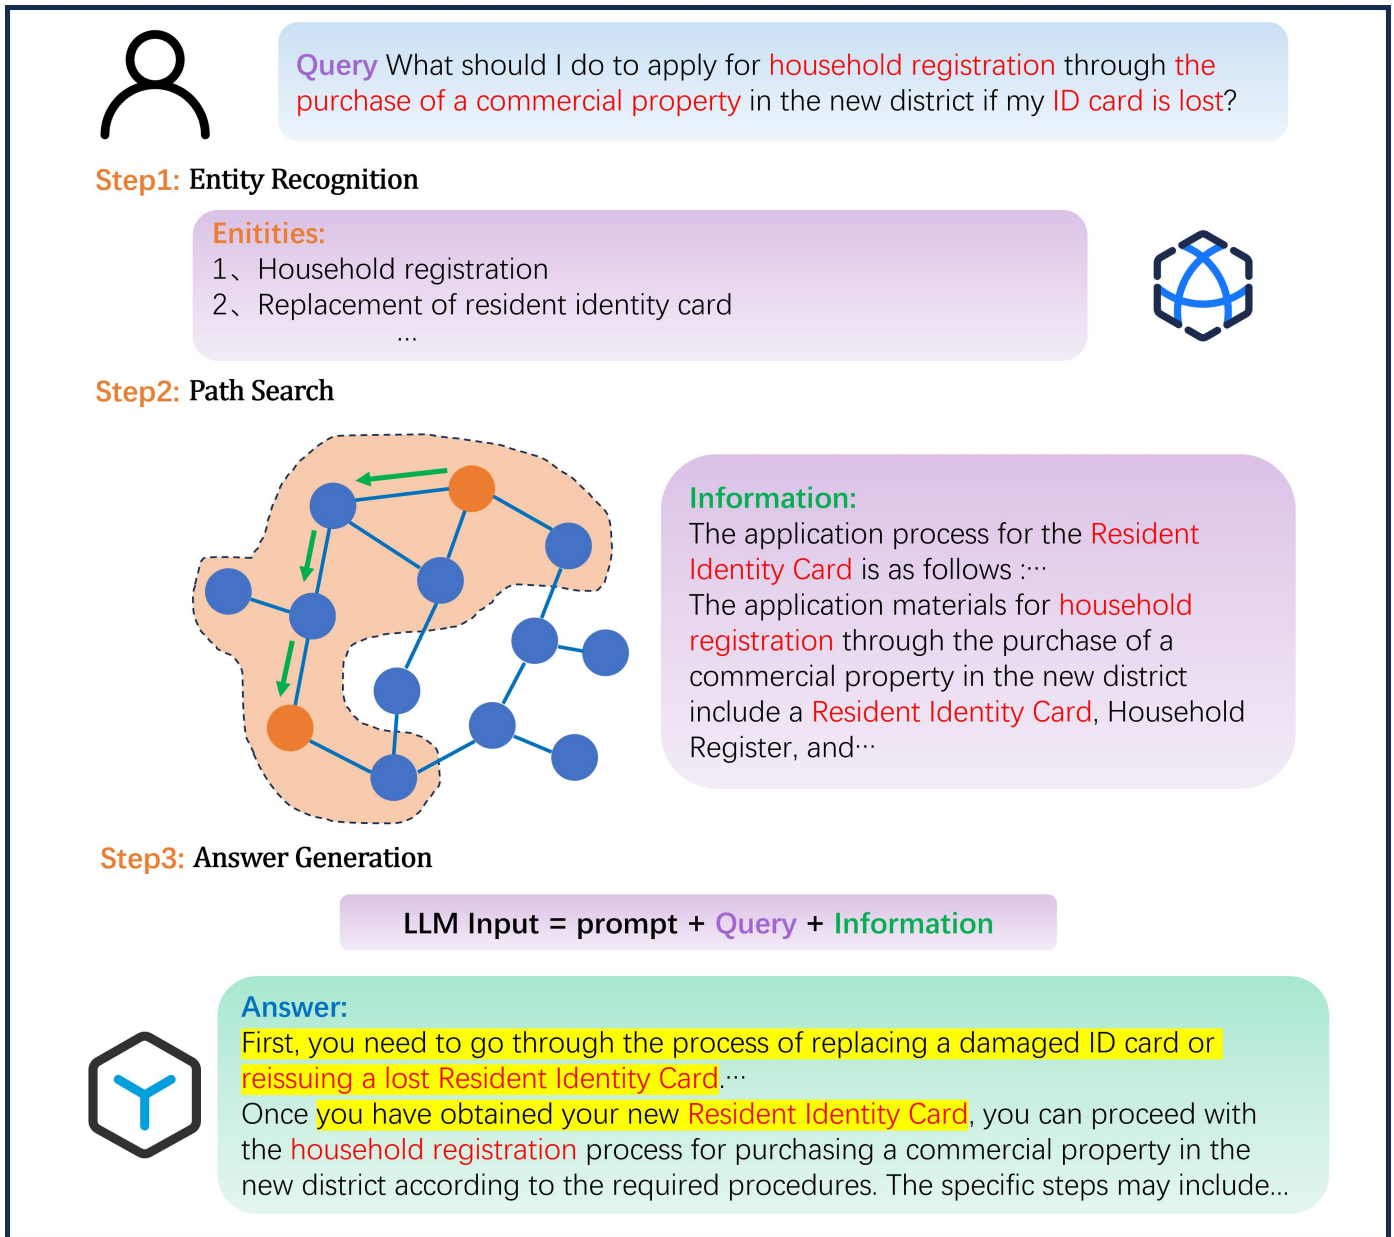 Query What should I do to apply for household registration through the
purchase of a commercial property in the new district if my ID card is lost?
Step1: Entity Recognition
Enitities:
1、Household registration
2、Replacement of resident identity card
…
Step2: Path Search
Information:
The application process for the Resident
Identity Card is as follows :…
The application materials for household
registration through the purchase of a
commercial property in the new district
include a Resident Identity Card, Household
Register, and…
Step3: Answer Generation
LLM Input = prompt + Query + Information
Answer:
First, you need to go through the process of replacing a damaged ID card or
reissuing a lost Resident Identity Card.…
Once you have obtained your new Resident Identity Card, you can proceed with
the household registration process for purchasing a commercial property in the
new district according to the required procedures. The specific steps may include...